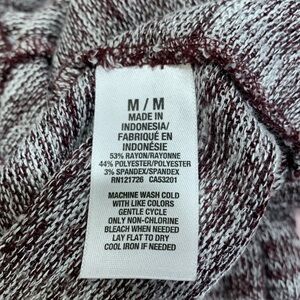 M / M
MADE IN
INDONESIA/
FABRIQUÉ EN
INDONÉSIE
53% RAYON/RAYONNE
44% POLYESTER/POLYESTER
3% SPANDEX/SPANDEX
RN121726 CA53201
MACHINE WASH COLD
WITH LIKE COLORS
GENTLE CYCLE
ONLY NON-CHLORINE
BLEACH WHEN NEEDED
LAY FLAT TO DRY
COOL IRON IF NEEDED